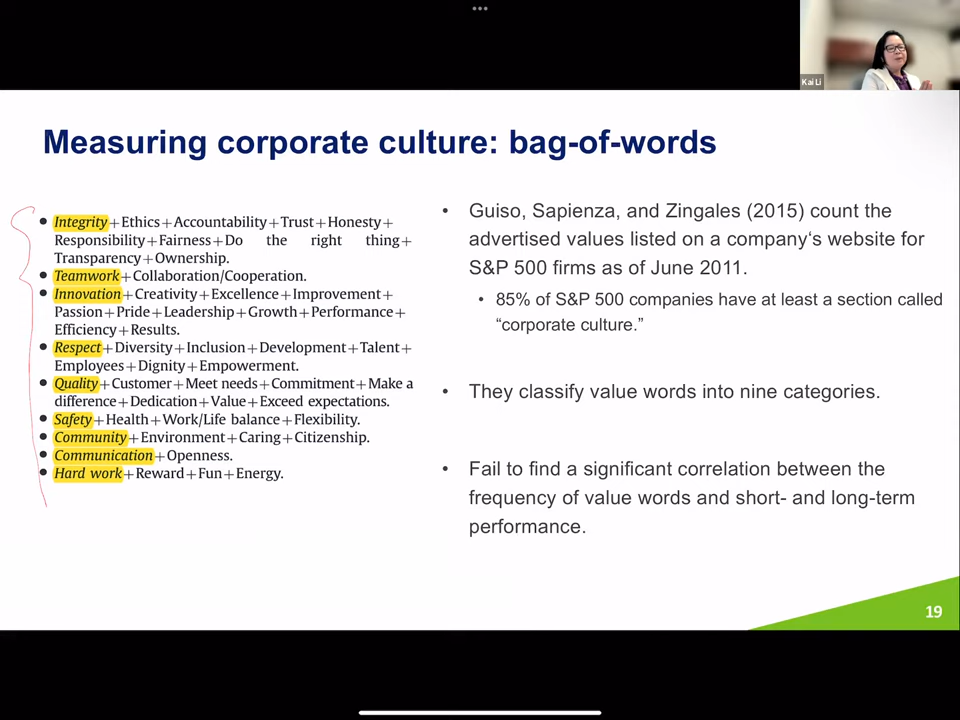 Kai Li
Measuring corporate culture: bag-of-words
● Integrity+Ethics+Accountability+Trust+Honesty+
Responsibility+Fairness+Do the right thing+
Transparency+Ownership.
● Teamwork+Collaboration/Cooperation.
● Innovation+Creativity+Excellence+Improvement+
Passion+Pride+Leadership+Growth+Performance+
Efficiency+Results.
● Respect+Diversity+Inclusion+Development+Talent+
Employees+Dignity+Empowerment.
● Quality+Customer+Meet needs+Commitment+Make a
difference+Dedication+Value+Exceed expectations.
● Safety+Health+Work/Life balance+Flexibility.
● Community+Environment+Caring+Citizenship.
● Communication+Openness.
● Hard work+Reward+Fun+Energy.
• Guiso, Sapienza, and Zingales (2015) count the
advertised values listed on a company‘s website for
S&P 500 firms as of June 2011.
• 85% of S&P 500 companies have at least a section called
“corporate culture.”
• They classify value words into nine categories.
• Fail to find a significant correlation between the
frequency of value words and short- and long-term
performance.
19